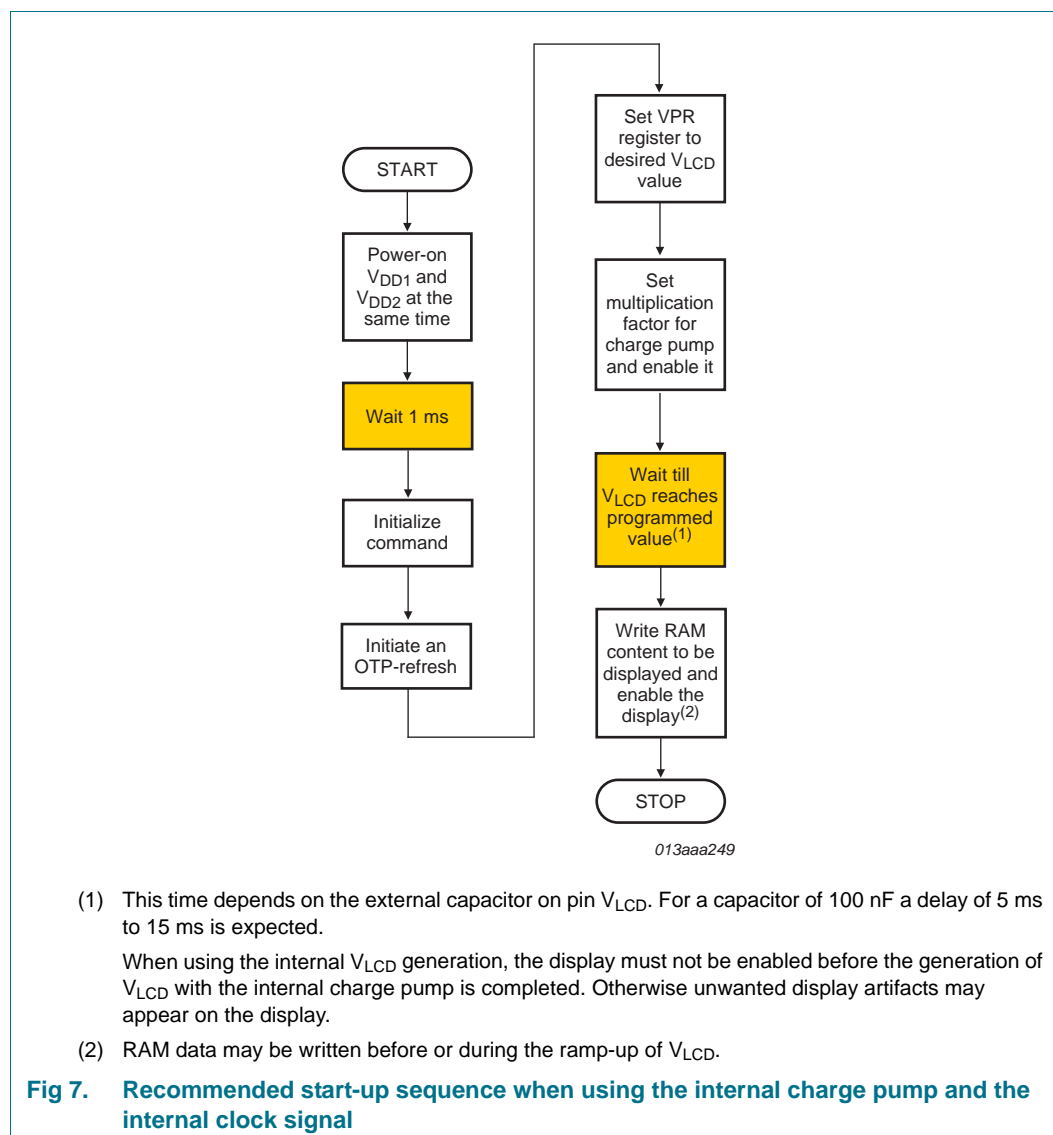 START
Power-on
VDD1 and
VDD2 at the
same time
Wait 1 ms
Initialize
command
Initiate an
OTP-refresh
Set VPR
register to
desired VLCD
value
Set
multiplication
factor for
charge pump
and enable it
Wait till
VLCD reaches
programmed
value(1)
Write RAM
content to be
displayed and
enable the
display(2)
STOP
013aaa249
(1) This time depends on the external capacitor on pin VLCD. For a capacitor of 100 nF a delay of 5 ms
to 15 ms is expected.
When using the internal VLCD generation, the display must not be enabled before the generation of
VLCD with the internal charge pump is completed. Otherwise unwanted display artifacts may
appear on the display.
(2) RAM data may be written before or during the ramp-up of VLCD.
Fig 7. Recommended start-up sequence when using the internal charge pump and the
internal clock signal